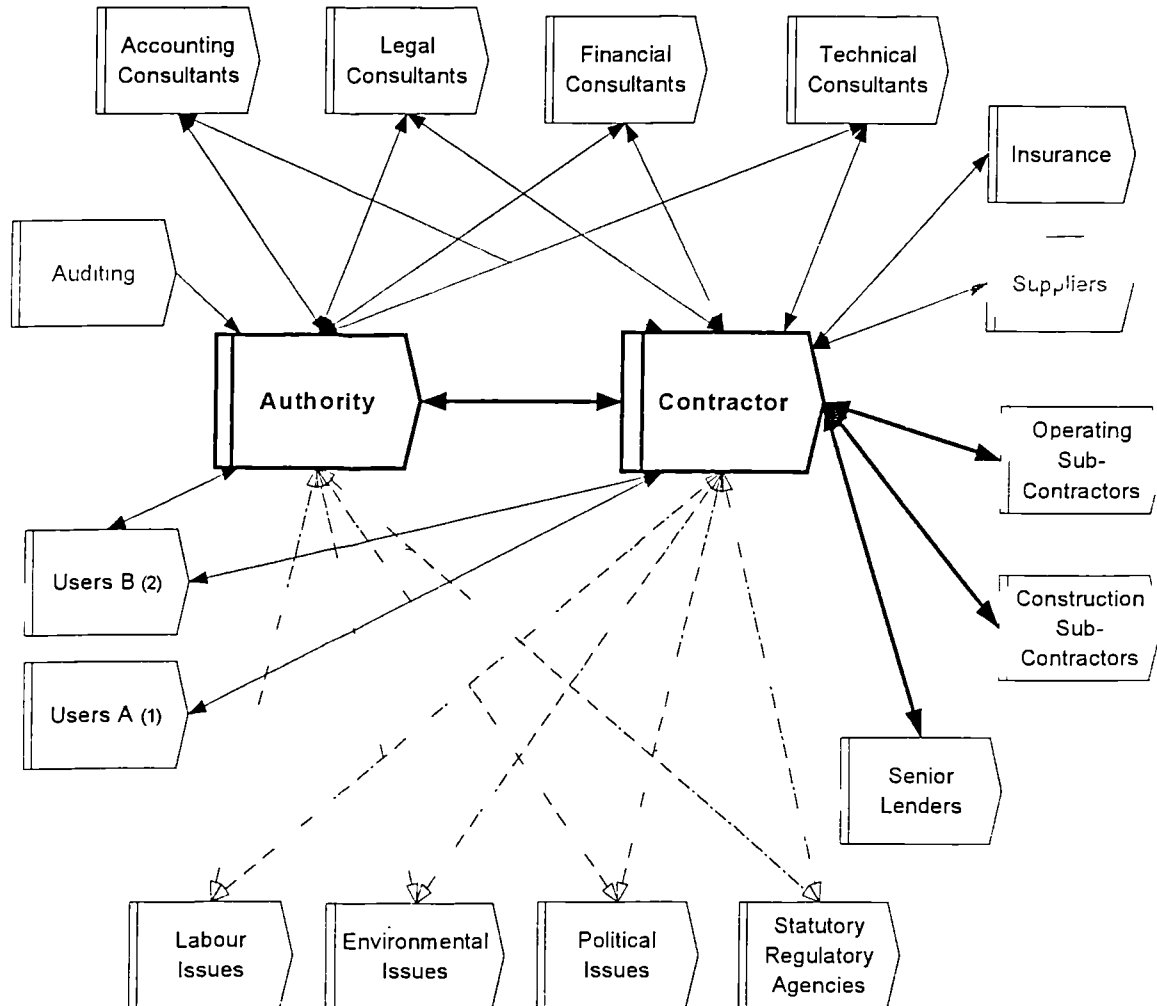 Accounting
Consultants
Legal
Consultants
Financial
Consultants
Technical
Consultants
Insurance
Auditing
Suppliers
Authority
Contractor
Operating
Sub-
Contractors
Users B (2)
Construction
Sub-
Contractors
Users A (1)
Senior
Lenders
Labour
Issues
Environmental
Issues
Political
Issues
Statutory
Regulatory
Agencies